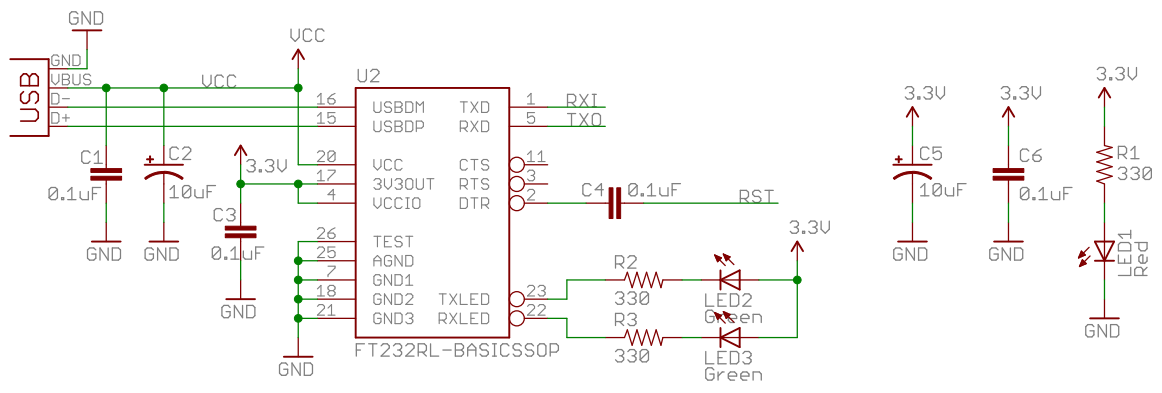 GND
VCC
USB
GND
VBUS
D-
D+
VCC
C1
0.1uF
GND
C2
10uF
GND
3.3V
C3
0.1uF
GND
U2
16 USBDM TXD 1 RXI
15 USBDP RXD 5 TXO
20 VCC CTS 11
17 3V3OUT RTS 3
4 VCCIO DTR 2
26 TEST
25 AGND
7 GND1
18 GND2 TXLED 23
21 GND3 RXLED 22
FT232RL-BASICSSOP
GND
C4
0.1uF
RST
3.3V
R2
330
LED2
Green
R3
330
LED3
Green
3.3V
C5
10uF
GND
3.3V
C6
0.1uF
GND
3.3V
R1
330
LED1
Red
GND